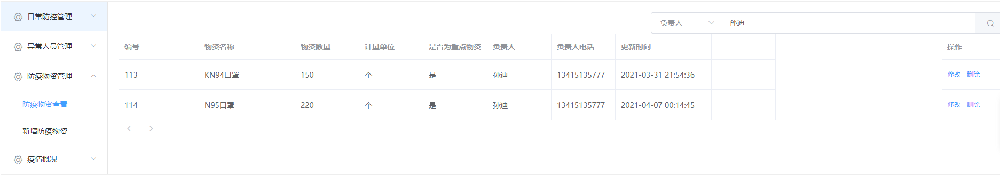 日常防控管理
异常人员管理
防疫物资管理
防疫物资查看
新增防疫物资
疫情概况
负责人 孙迪
编号 物资名称 物资数量 计量单位 是否为重点物资 负责人 负责人电话 更新时间 操作
113 KN94口罩 150 个 是 孙迪 13415135777 2021-03-31 21:54:36 修改 删除
114 N95口罩 220 个 是 孙迪 13415135777 2021-04-07 00:14:45 修改 删除